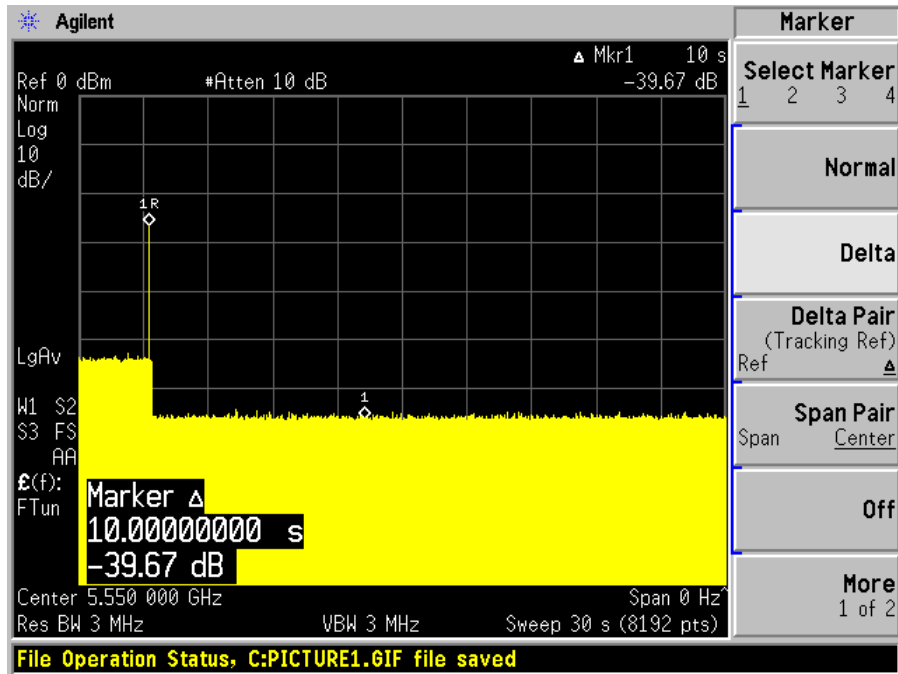 Agilent
Marker
Δ Mkr1 10 s
Ref 0 dBm #Atten 10 dB -39.67 dB
Norm
Log
10
dB/
1R
LgAv
1
W1 S2
S3 FS
AA
£(f):
FTun
Marker Δ
10.00000000 s
-39.67 dB
Center 5.550 000 GHz Span 0 Hz^
Res BW 3 MHz VBW 3 MHz Sweep 30 s (8192 pts)
File Operation Status, C:PICTURE1.GIF file saved
Select Marker
1 2 3 4
Normal
Delta
Delta Pair
(Tracking Ref)
Ref Δ
Span Pair
Span Center
Off
More
1 of 2